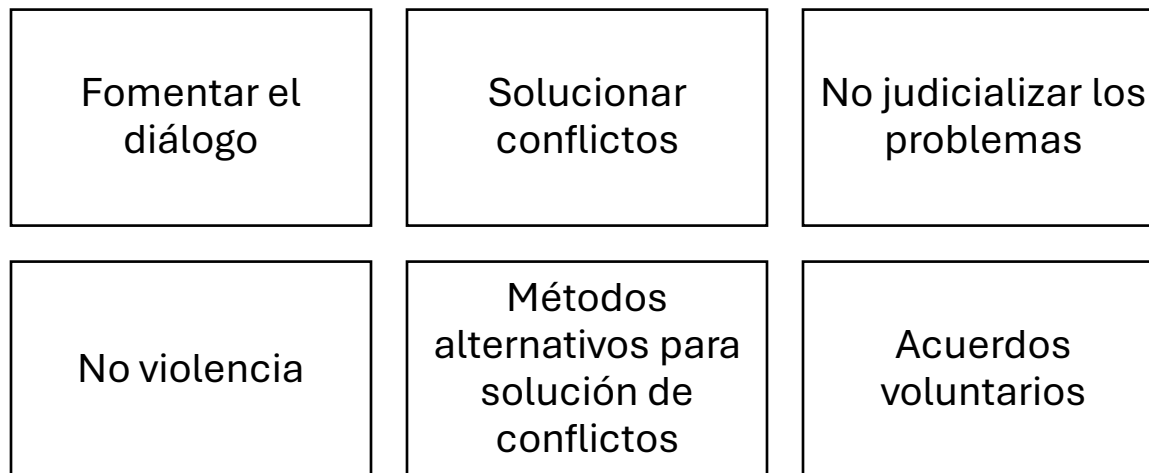 Fomentar el
diálogo
Solucionar
conflictos
No judicializar los
problemas
No violencia
Métodos
alternativos para
solución de
conflictos
Acuerdos
voluntarios